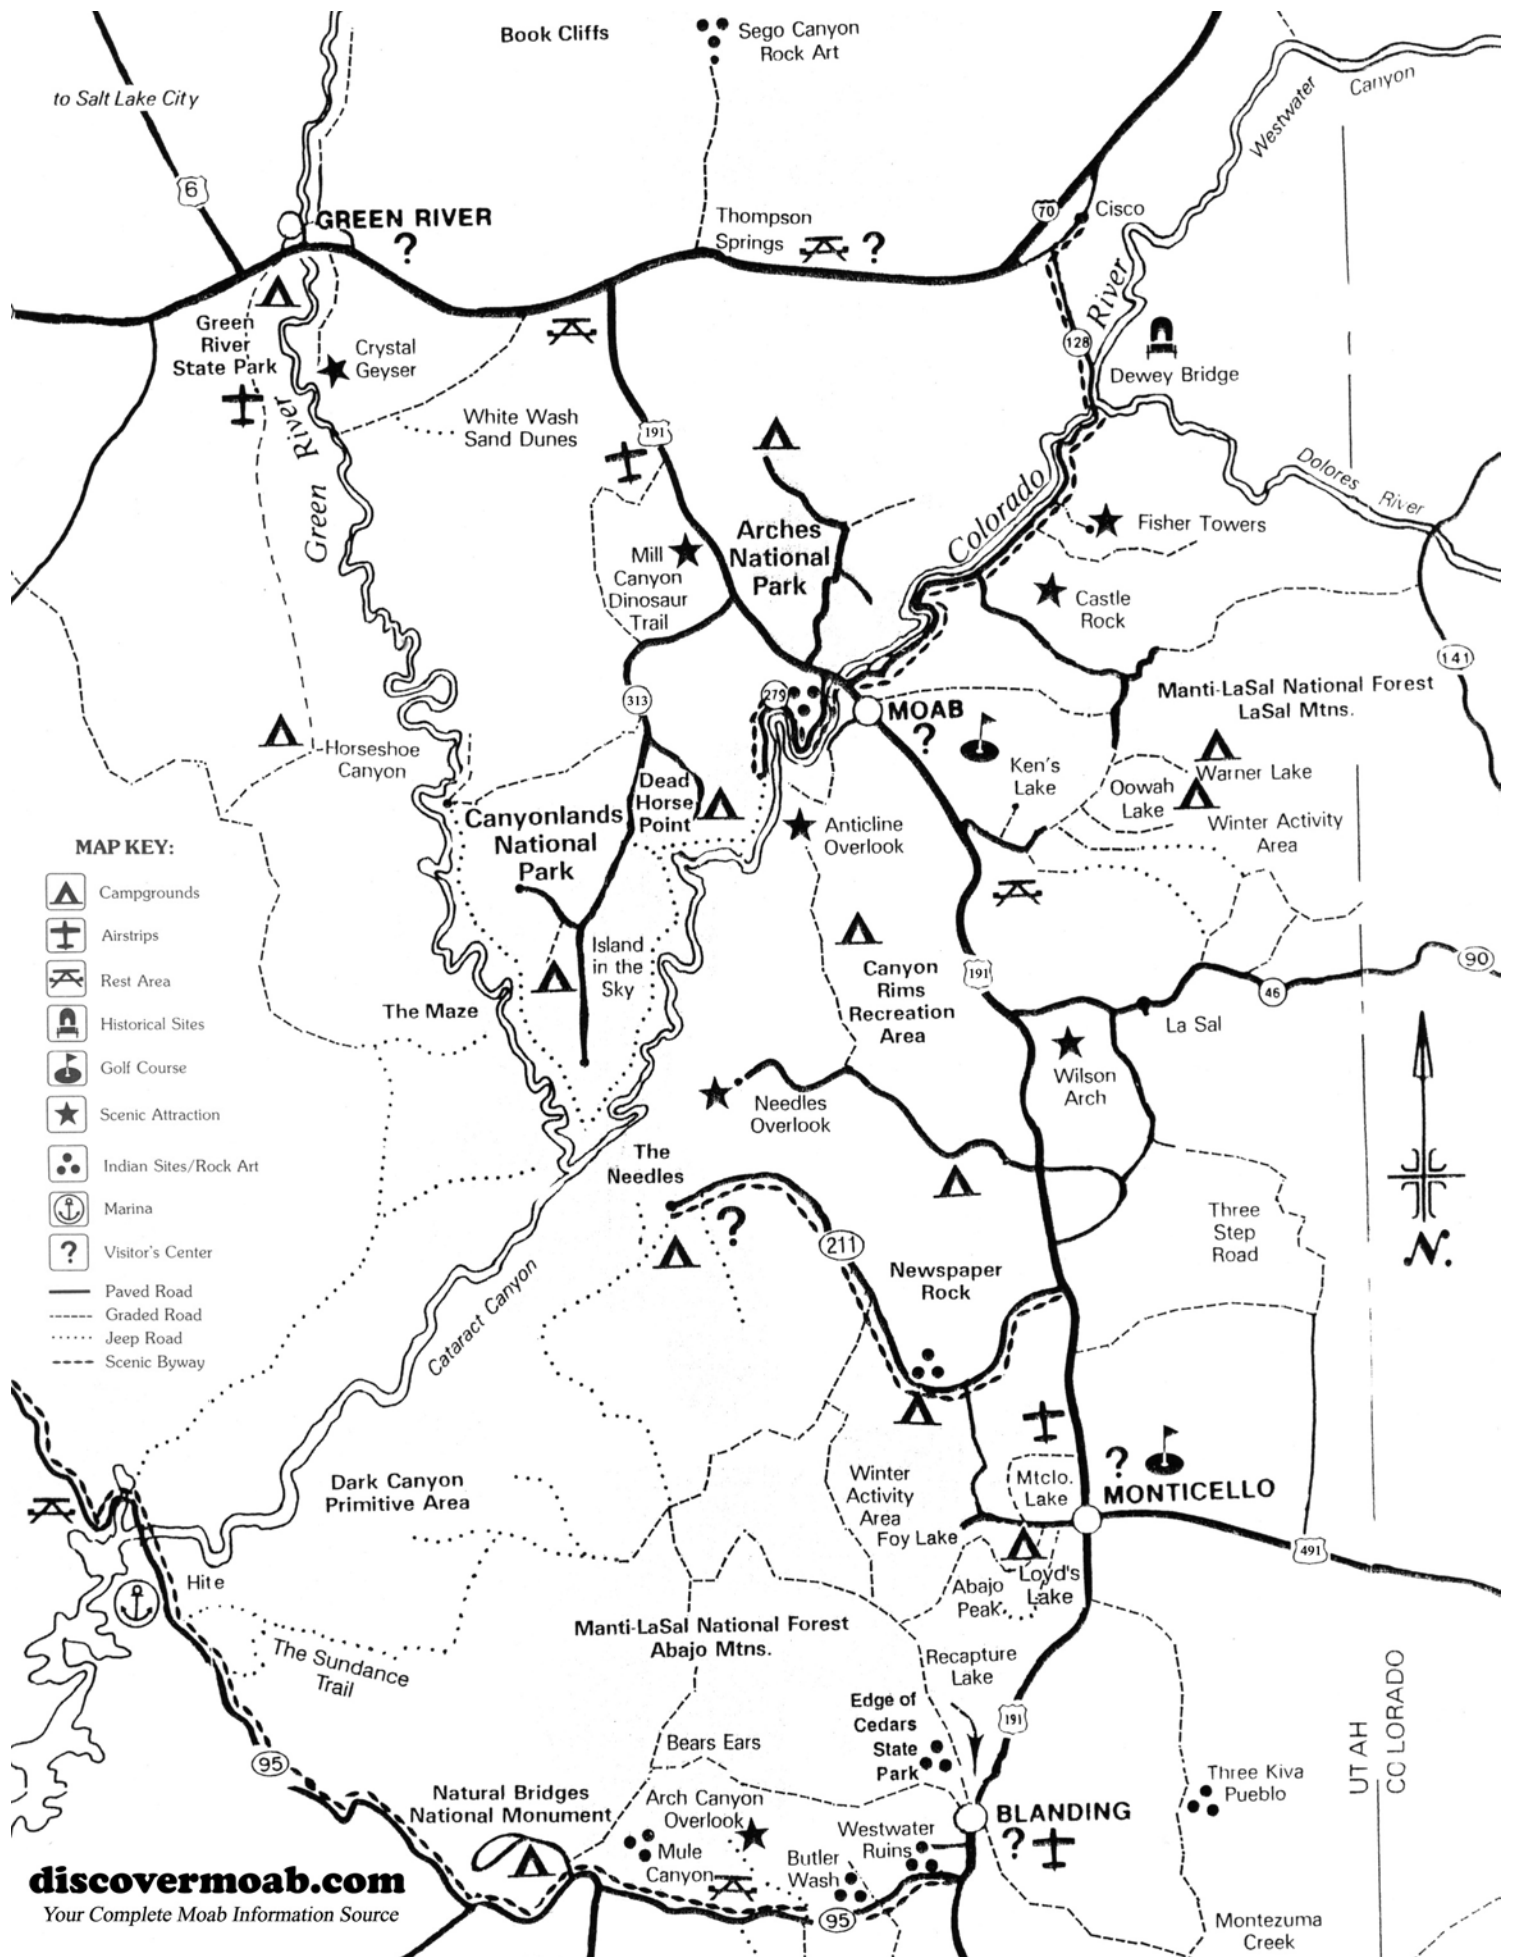 Book Cliffs
Sego Canyon
Rock Art
to Salt Lake City
Westwater
Canyon
6
GREEN RIVER
?
Thompson
Springs
?
70
Cisco
River
Green
River
State Park
Crystal
Geyser
128
Dewey Bridge
White Wash
Sand Dunes
191
Green
River
Dolores
River
Colorado
Fisher Towers
Arches
National
Park
Mill
Canyon
Dinosaur
Trail
Castle
Rock
141
313
279
MOAB
?
Manti-LaSal National Forest
LaSal Mtns.
Horseshoe
Canyon
Dead
Horse
Point
Ken's
Lake
Oowah
Lake
Warner Lake
Canyonlands
National
Park
Anticline
Overlook
Winter Activity
Area
MAP KEY:
Campgrounds
Airstrips
Rest Area
Historical Sites
Golf Course
Scenic Attraction
Indian Sites/Rock Art
Marina
? Visitor's Center
Paved Road
Graded Road
Jeep Road
Scenic Byway
Island
in the
Sky
Canyon
Rims
Recreation
Area
191
90
46
La Sal
The Maze
Wilson
Arch
Needles
Overlook
The
Needles
?
211
Three
Step
Road
N.
Newspaper
Rock
Cataract Canyon
Dark Canyon
Primitive Area
Winter
Activity
Area
Foy Lake
Mtclo.
Lake
?
MONTICELLO
491
Abajo
Peak
Loyd's
Lake
Hite
The Sundance
Trail
Manti-LaSal National Forest
Abajo Mtns.
Recapture
Lake
Edge of
Cedars
State
Park
191
UTAH
COLORADO
95
Bears Ears
Three Kiva
Pueblo
Natural Bridges
National Monument
Arch Canyon
Overlook
BLANDING
?
Westwater
Ruins
Mule
Canyon
Butler
Wash
95
Montezuma
Creek
discovermoab.com
Your Complete Moab Information Source